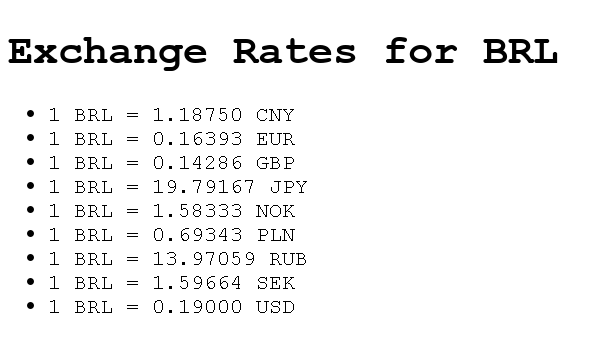 Exchange Rates for BRL
• 1 BRL = 1.18750 CNY
• 1 BRL = 0.16393 EUR
• 1 BRL = 0.14286 GBP
• 1 BRL = 19.79167 JPY
• 1 BRL = 1.58333 NOK
• 1 BRL = 0.69343 PLN
• 1 BRL = 13.97059 RUB
• 1 BRL = 1.59664 SEK
• 1 BRL = 0.19000 USD